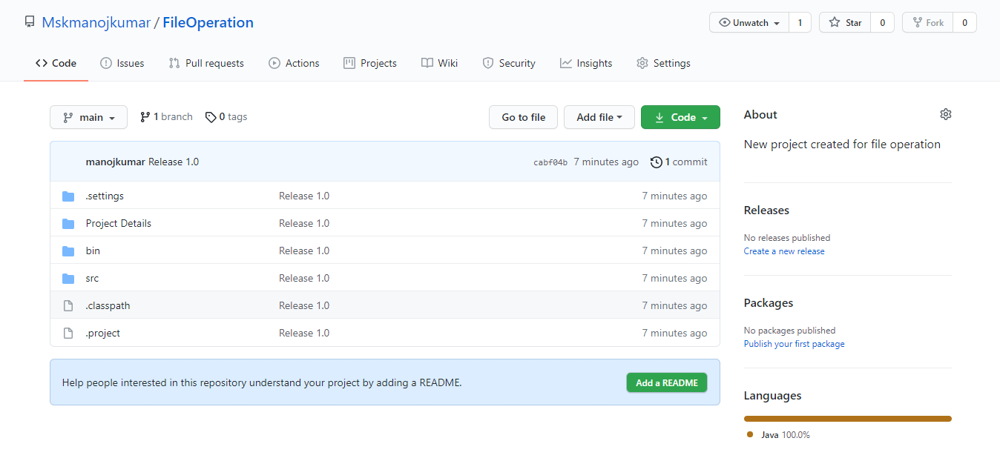 Mskmanojkumar / FileOperation
Unwatch 1 Star 0 Fork 0
Code Issues Pull requests Actions Projects Wiki Security Insights Settings
main 1 branch 0 tags Go to file Add file Code
manojkumar Release 1.0 cabf04b 7 minutes ago 1 commit
.settings Release 1.0 7 minutes ago
Project Details Release 1.0 7 minutes ago
bin Release 1.0 7 minutes ago
src Release 1.0 7 minutes ago
.classpath Release 1.0 7 minutes ago
.project Release 1.0 7 minutes ago
Help people interested in this repository understand your project by adding a README. Add a README
About
New project created for file operation
Releases
No releases published
Create a new release
Packages
No packages published
Publish your first package
Languages
Java 100.0%